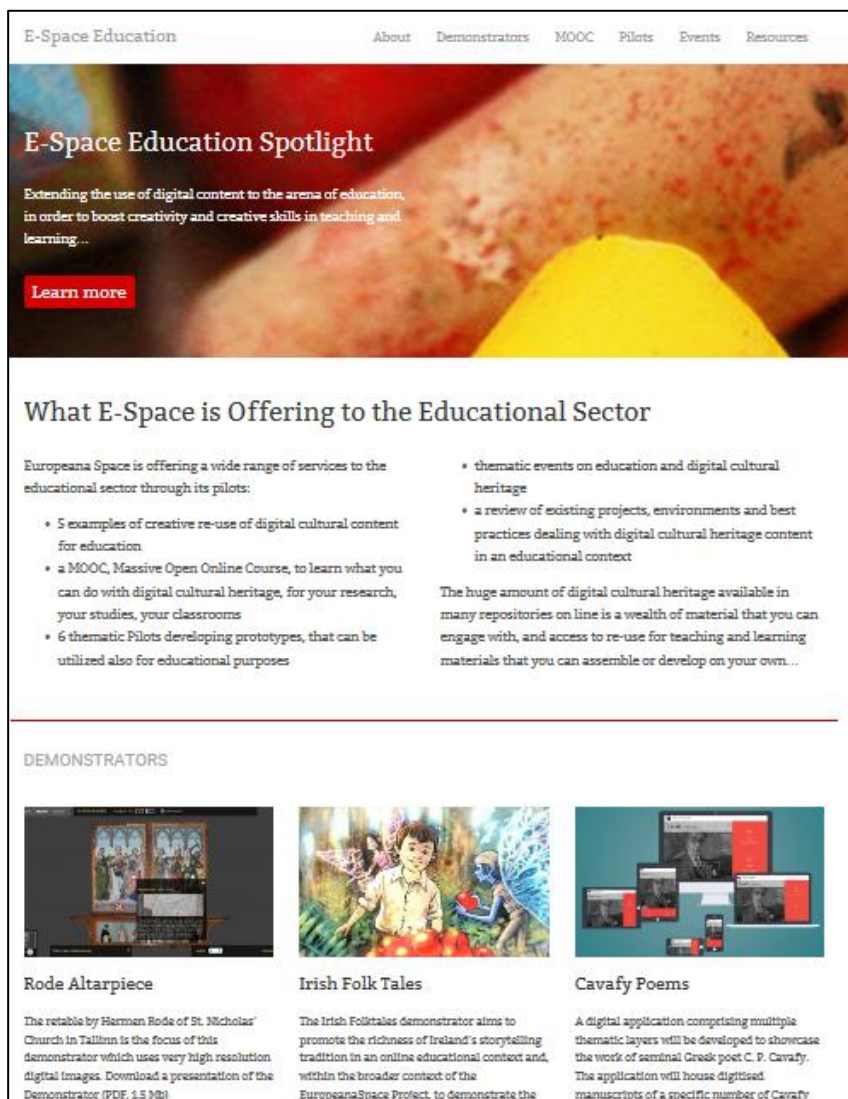 E-Space Education
About Demonstrators MOOC Pilots Events Resources
E-Space Education Spotlight
Extending the use of digital content to the arena of education,
in order to boost creativity and creative skills in teaching and
learning...
Learn more
What E-Space is Offering to the Educational Sector
Europeana Space is offering a wide range of services to the
educational sector through its pilots:
• 5 examples of creative re-use of digital cultural content
for education
• a MOOC, Massive Open Online Course, to learn what you
can do with digital cultural heritage, for your research,
your studies, your classrooms
• 6 thematic Pilots developing prototypes, that can be
utilized also for educational purposes
• thematic events on education and digital cultural
heritage
• a review of existing projects, environments and best
practices dealing with digital cultural heritage content
in an educational context
The huge amount of digital cultural heritage available in
many repositories on line is a wealth of material that you can
engage with, and access to re-use for teaching and learning
materials that you can assemble or develop on your own...
DEMONSTRATORS
Rode Altarpiece
The retable by Hermen Rode of St. Nicholas'
Church in Tallinn is the focus of this
demonstrator which uses very high resolution
digital images. Download a presentation of the
Demonstrator (PDF, 1.5 Mb)
Irish Folk Tales
The Irish Folktales demonstrator aims to
promote the richness of Ireland's storytelling
tradition in an online educational context and,
within the broader context of the
EuropeanaSpace Project, to demonstrate the
Cavafy Poems
A digital application comprising multiple
thematic layers will be developed to showcase
the work of seminal Greek poet C. P. Cavafy.
The application will house digitised
manuscripts of a specific number of Cavafy